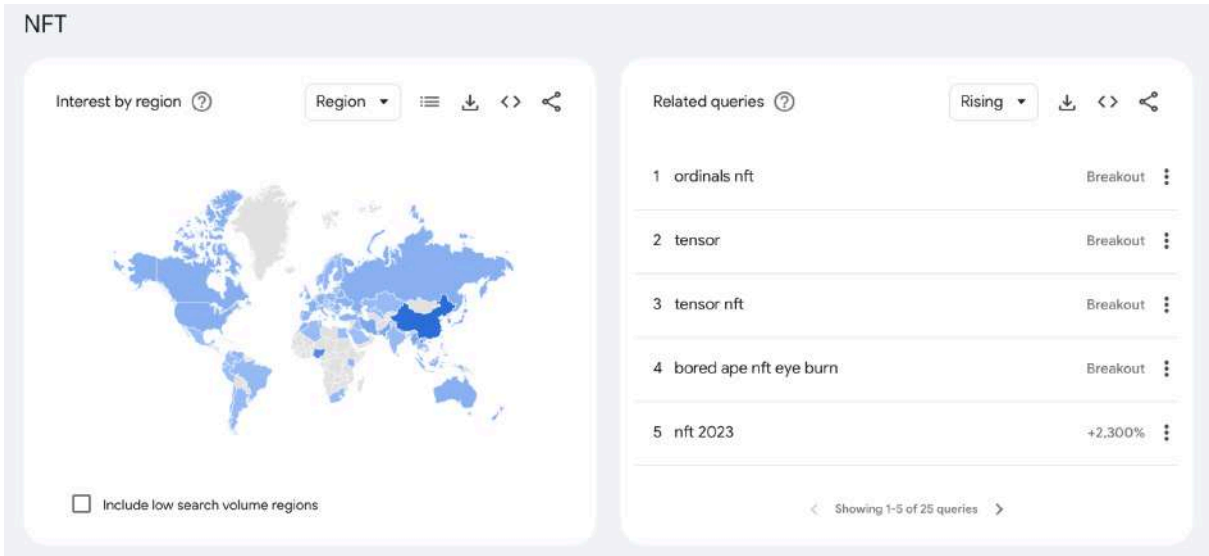 NFT
Interest by region
Region
Related queries
Rising
1 ordinals nft Breakout
2 tensor Breakout
3 tensor nft Breakout
4 bored ape nft eye burn Breakout
5 nft 2023 +2,300%
Include low search volume regions
Showing 1-5 of 25 queries